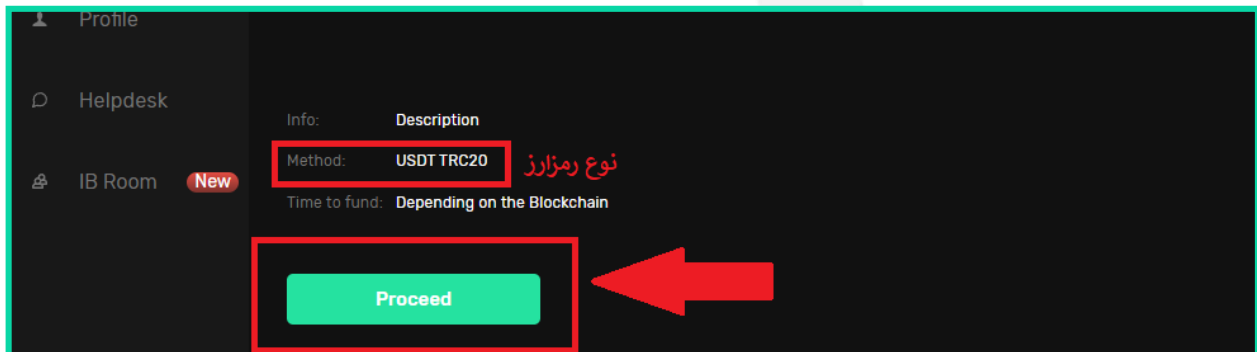 Profile
Helpdesk
Info: Description
Method: USDT TRC20 نوع رمزارز
IB Room New
Time to fund: Depending on the Blockchain
Proceed